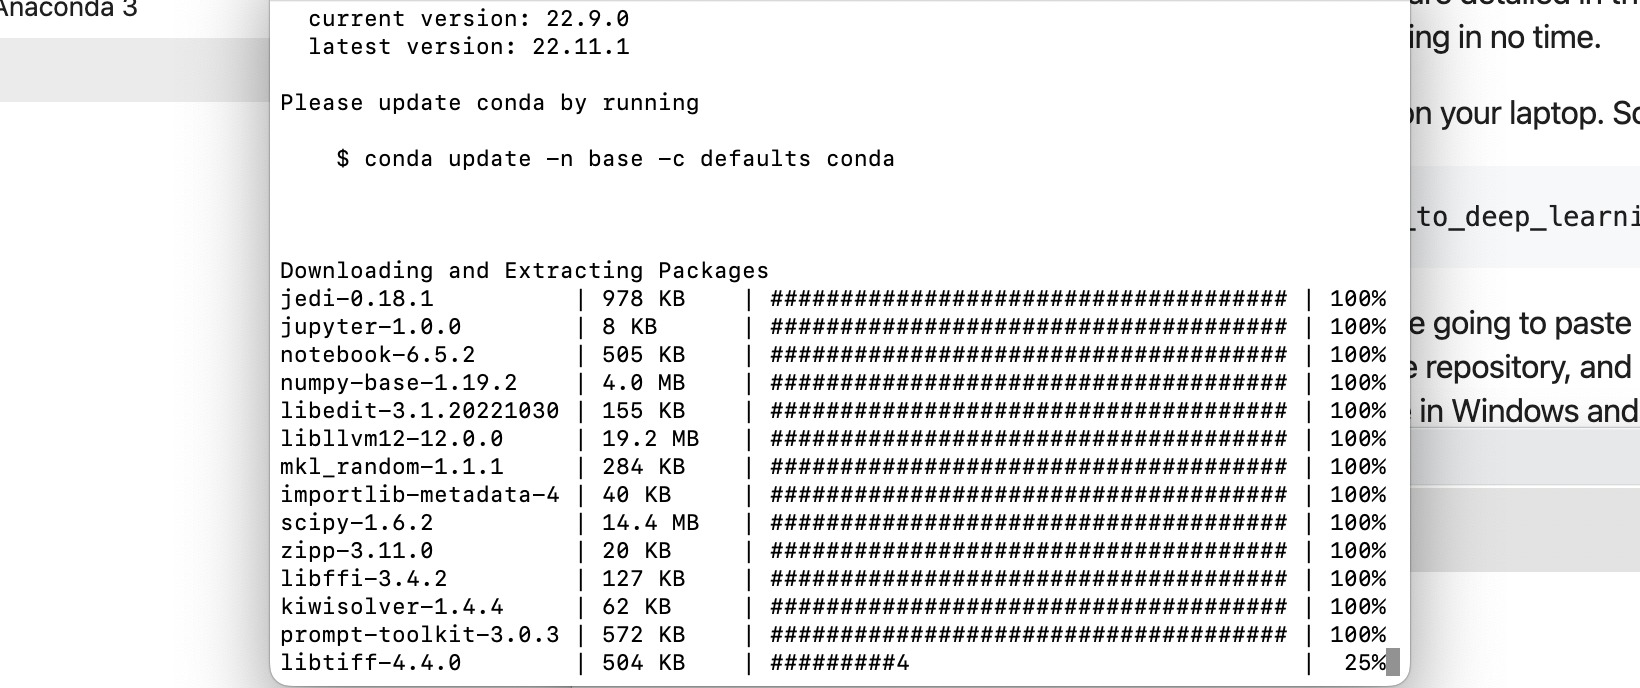 Anaconda 3
current version: 22.9.0
latest version: 22.11.1
Please update conda by running
$ conda update -n base -c defaults conda
Downloading and Extracting Packages
jedi-0.18.1 | 978 KB | ##################################### | 100%
jupyter-1.0.0 | 8 KB | ##################################### | 100%
notebook-6.5.2 | 505 KB | ##################################### | 100%
numpy-base-1.19.2 | 4.0 MB | ##################################### | 100%
libedit-3.1.20221030 | 155 KB | ##################################### | 100%
libllvm12-12.0.0 | 19.2 MB | ##################################### | 100%
mkl_random-1.1.1 | 284 KB | ##################################### | 100%
importlib-metadata-4 | 40 KB | ##################################### | 100%
scipy-1.6.2 | 14.4 MB | ##################################### | 100%
zipp-3.11.0 | 20 KB | ##################################### | 100%
libffi-3.4.2 | 127 KB | ##################################### | 100%
kiwisolver-1.4.4 | 62 KB | ##################################### | 100%
prompt-toolkit-3.0.3 | 572 KB | ##################################### | 100%
libtiff-4.4.0 | 504 KB | #########4 | 25%
are detailed in
ing in no time.
on your laptop.
_to_deep_learni
e going to paste
e repository, and
in Windows and